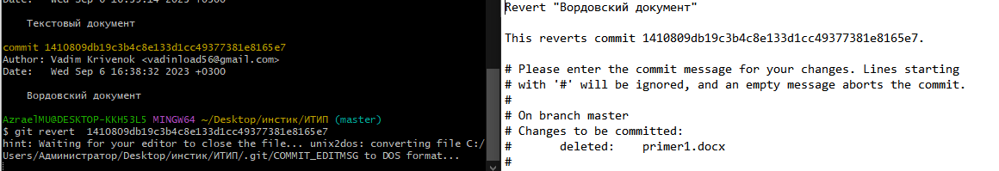 Date:   Wed Sep 6 16:39:14 2023 +0300
Текстовый документ
commit 1410809db19c3b4c8e133d1cc49377381e8165e7
Author: Vadim Krivenok <vadinload56@gmail.com>
Date:   Wed Sep 6 16:38:32 2023 +0300
Вордовский документ
AzraelMU@DESKTOP-KKH53L5 MINGW64 ~/Desktop/инстик/ИТИП (master)
$ git revert  1410809db19c3b4c8e133d1cc49377381e8165e7
hint: Waiting for your editor to close the file... unix2dos: converting file C:/
Users/Администратор/Desktop/инстик/ИТИП/.git/COMMIT_EDITMSG to DOS format...
Revert "Вордовский документ"
This reverts commit 1410809db19c3b4c8e133d1cc49377381e8165e7.
# Please enter the commit message for your changes. Lines starting
# with '#' will be ignored, and an empty message aborts the commit.
#
# On branch master
# Changes to be committed:
#       deleted:    primer1.docx
#